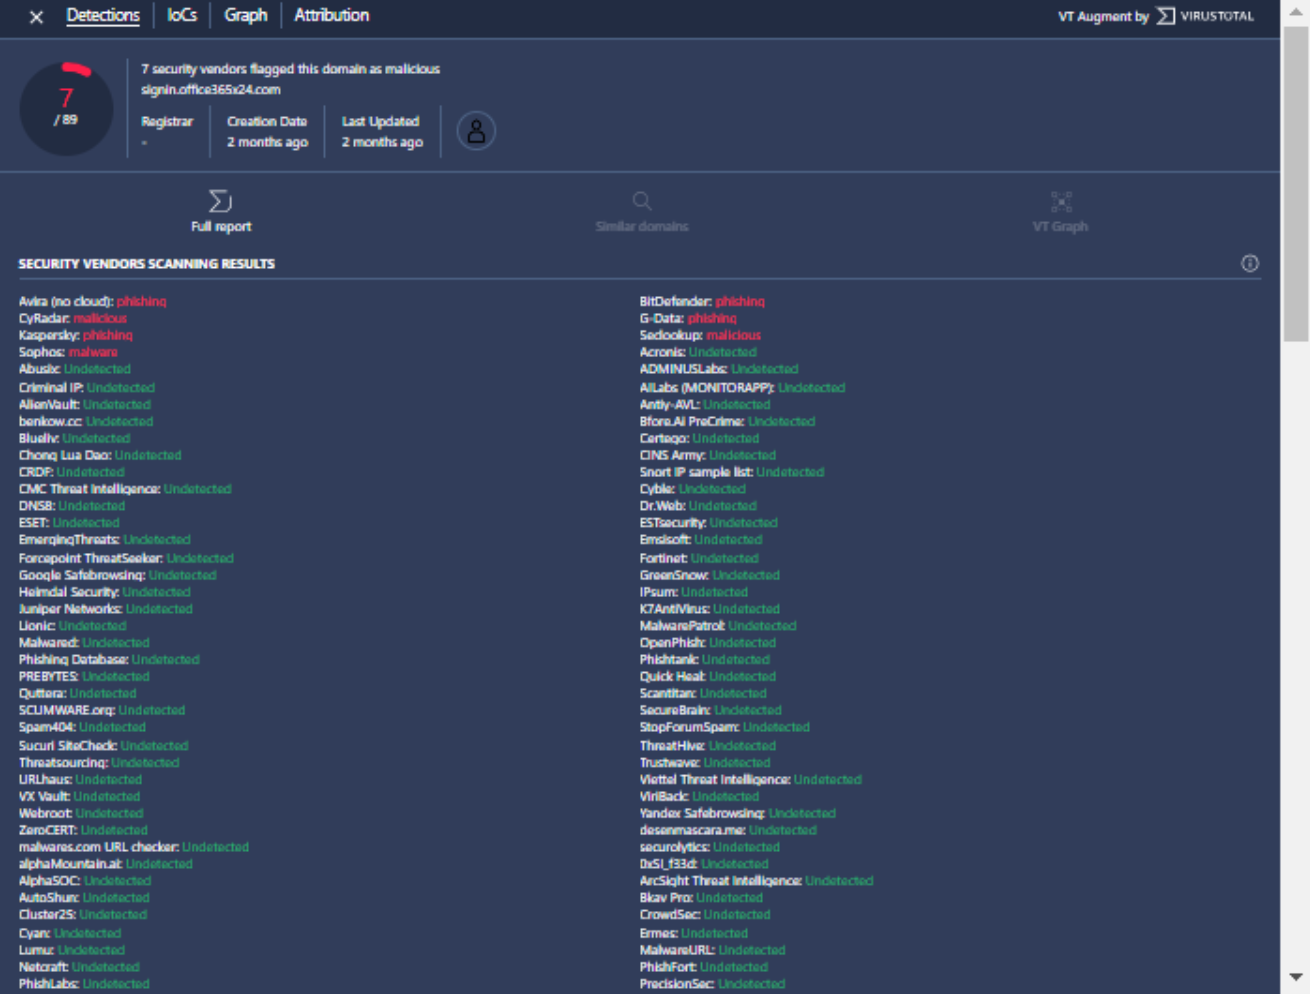 Detections IoCs Graph Attribution VT Augment by VIRUSTOTAL
7 security vendors flagged this domain as malicious
signin.office365x24.com
7
/ 89
Registrar Creation Date Last Updated
- 2 months ago 2 months ago
Full report Similar domains VT Graph
SECURITY VENDORS SCANNING RESULTS
Avira (no cloud): phishing BitDefender: phishing
CyRadar: malicious G-Data: phishing
Kaspersky: phishing Seclookup: malicious
Sophos: malware Acronis: Undetected
Abusix: Undetected ADMINUSLabs: Undetected
Criminal IP: Undetected AILabs (MONITORAPP): Undetected
AlienVault: Undetected Antiy-AVL: Undetected
benkow.cc: Undetected Bfore.Ai PreCrime: Undetected
Blueliv: Undetected Certego: Undetected
Chong Lua Dao: Undetected CINS Army: Undetected
CRDF: Undetected Snort IP sample list: Undetected
CMC Threat Intelligence: Undetected Cyble: Undetected
DNS8: Undetected Dr.Web: Undetected
ESET: Undetected ESTsecurity: Undetected
EmergingThreats: Undetected Emsisoft: Undetected
Forcepoint ThreatSeeker: Undetected Fortinet: Undetected
Google Safebrowsing: Undetected GreenSnow: Undetected
Heimdal Security: Undetected IPsum: Undetected
Juniper Networks: Undetected K7AntiVirus: Undetected
Lionic: Undetected MalwarePatrol: Undetected
Malwared: Undetected OpenPhish: Undetected
Phishing Database: Undetected Phishtank: Undetected
PREBYTES: Undetected Quick Heal: Undetected
Quttera: Undetected Scantitan: Undetected
SCUMWARE.org: Undetected SecureBrain: Undetected
Spam404: Undetected StopForumSpam: Undetected
Sucuri SiteCheck: Undetected ThreatHive: Undetected
Threatsourcing: Undetected Trustwave: Undetected
URLhaus: Undetected Viettel Threat Intelligence: Undetected
VX Vault: Undetected ViriBack: Undetected
Webroot: Undetected Yandex Safebrowsing: Undetected
ZeroCERT: Undetected desenmascara.me: Undetected
malwares.com URL checker: Undetected securolytics: Undetected
alphaMountain.ai: Undetected 0xSI_f33d: Undetected
AlphaSOC: Undetected ArcSight Threat Intelligence: Undetected
AutoShun: Undetected Bkav Pro: Undetected
Cluster25: Undetected CrowdSec: Undetected
Cyan: Undetected Ermes: Undetected
Lumu: Undetected MalwareURL: Undetected
Netcraft: Undetected PhishFort: Undetected
PhishLabs: Undetected PrecisionSec: Undetected